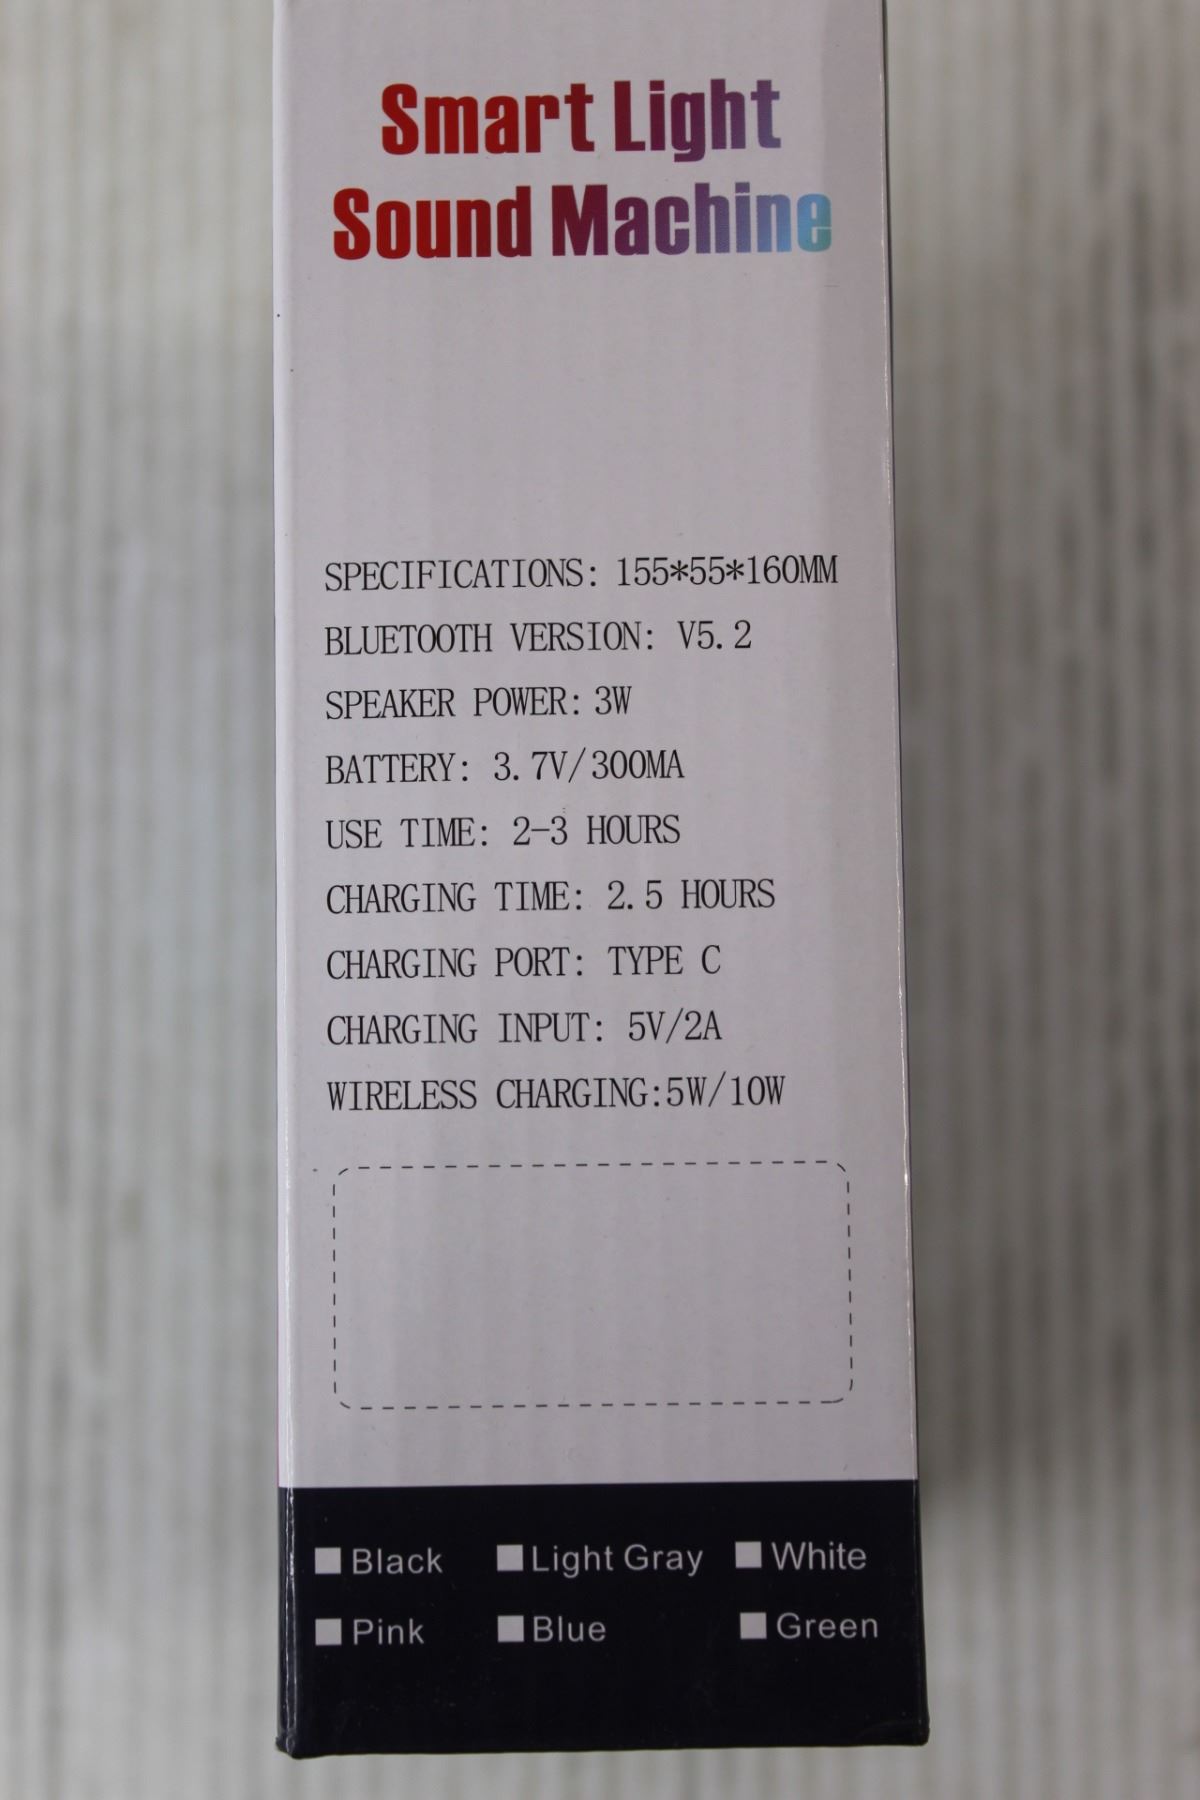 Smart Light
Sound Machine
SPECIFICATIONS: 155*55*160MM
BLUETOOTH VERSION: V5.2
SPEAKER POWER: 3W
BATTERY: 3.7V/300MA
USE TIME: 2-3 HOURS
CHARGING TIME: 2.5 HOURS
CHARGING PORT: TYPE C
CHARGING INPUT: 5V/2A
WIRELESS CHARGING:5W/10W
Black Light Gray White
Pink Blue Green